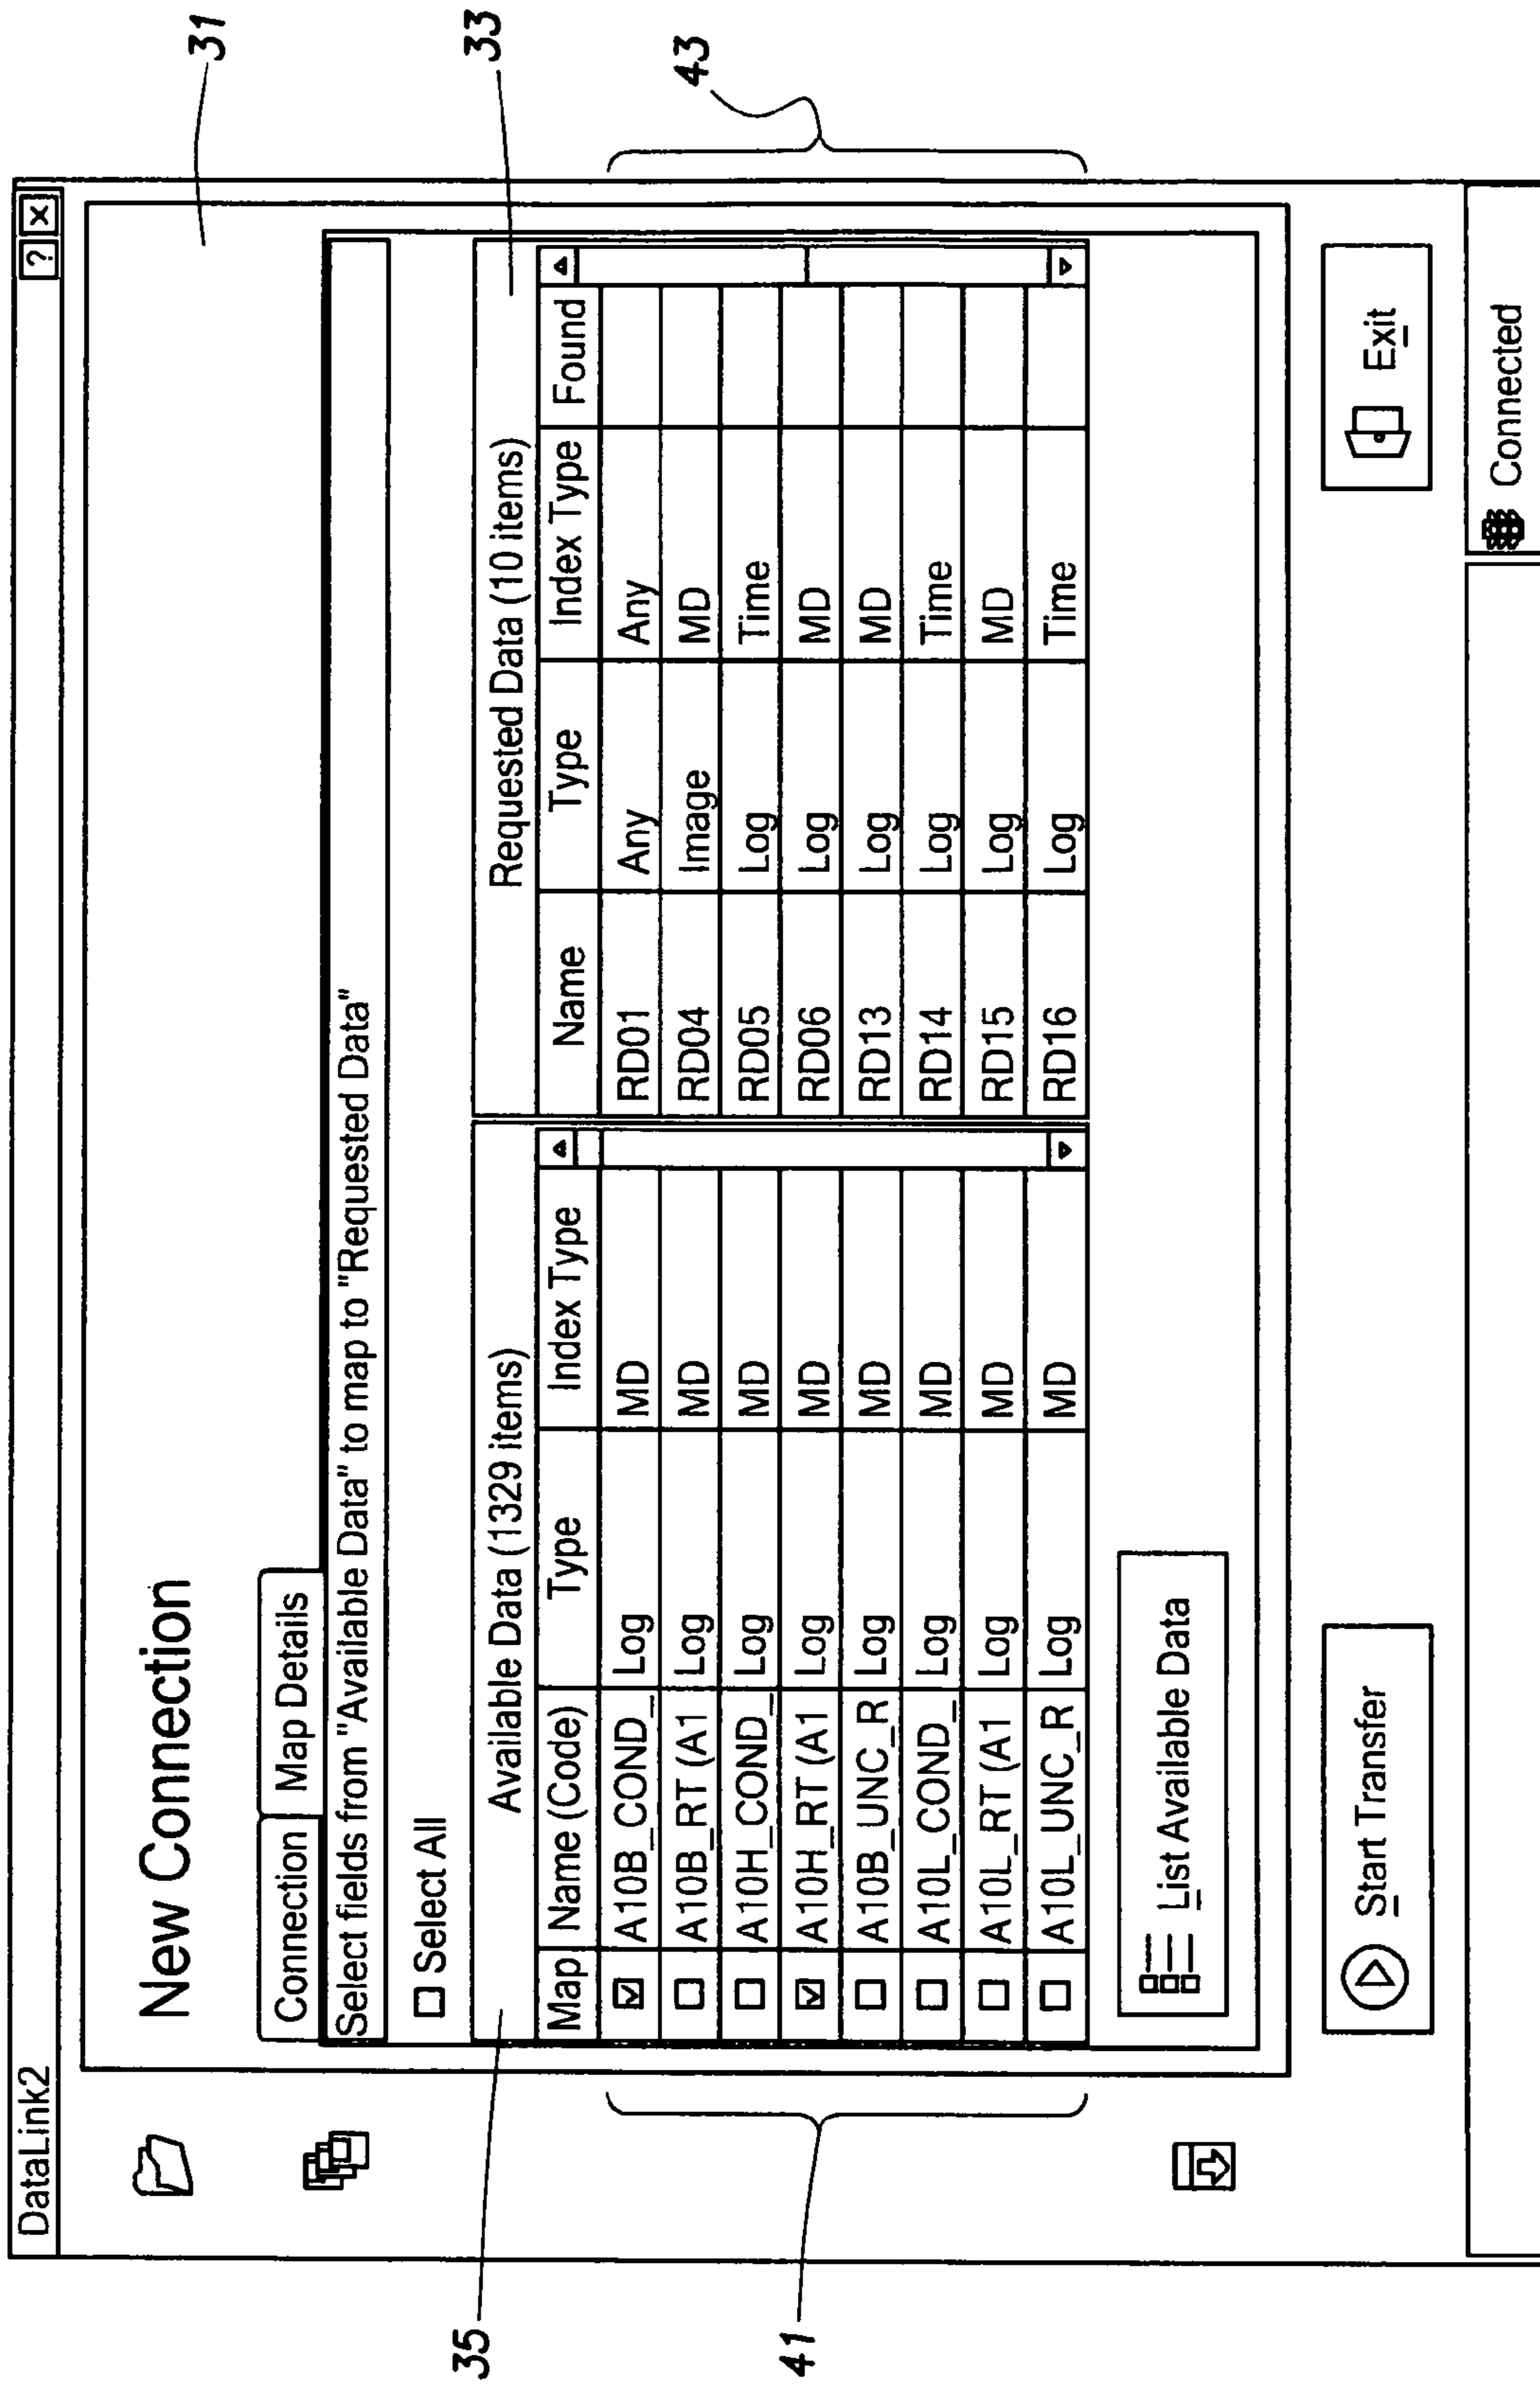 DataLink2 ? x
31
New Connection
Connection Map Details
Select fields from "Available Data" to map to "Requested Data"
Select All
35
33
Available Data (1329 items)
Requested Data (10 items)
Map Name (Code) Type Index Type
Name Type Index Type Found
A10B_COND_ Log MD
RD01 Any Any
A10B_RT (A1 Log MD
RD04 Image MD
A10H_COND_ Log MD
RD05 Log Time
A10H_RT (A1 Log MD
RD06 Log MD
A10B_UNC_R Log MD
RD13 Log MD
A10L_COND_ Log MD
RD14 Log Time
A10L_RT (A1 Log MD
RD15 Log MD
A10L_UNC_R Log MD
RD16 Log Time
41
43
List Available Data
Start Transfer
Exit
Connected